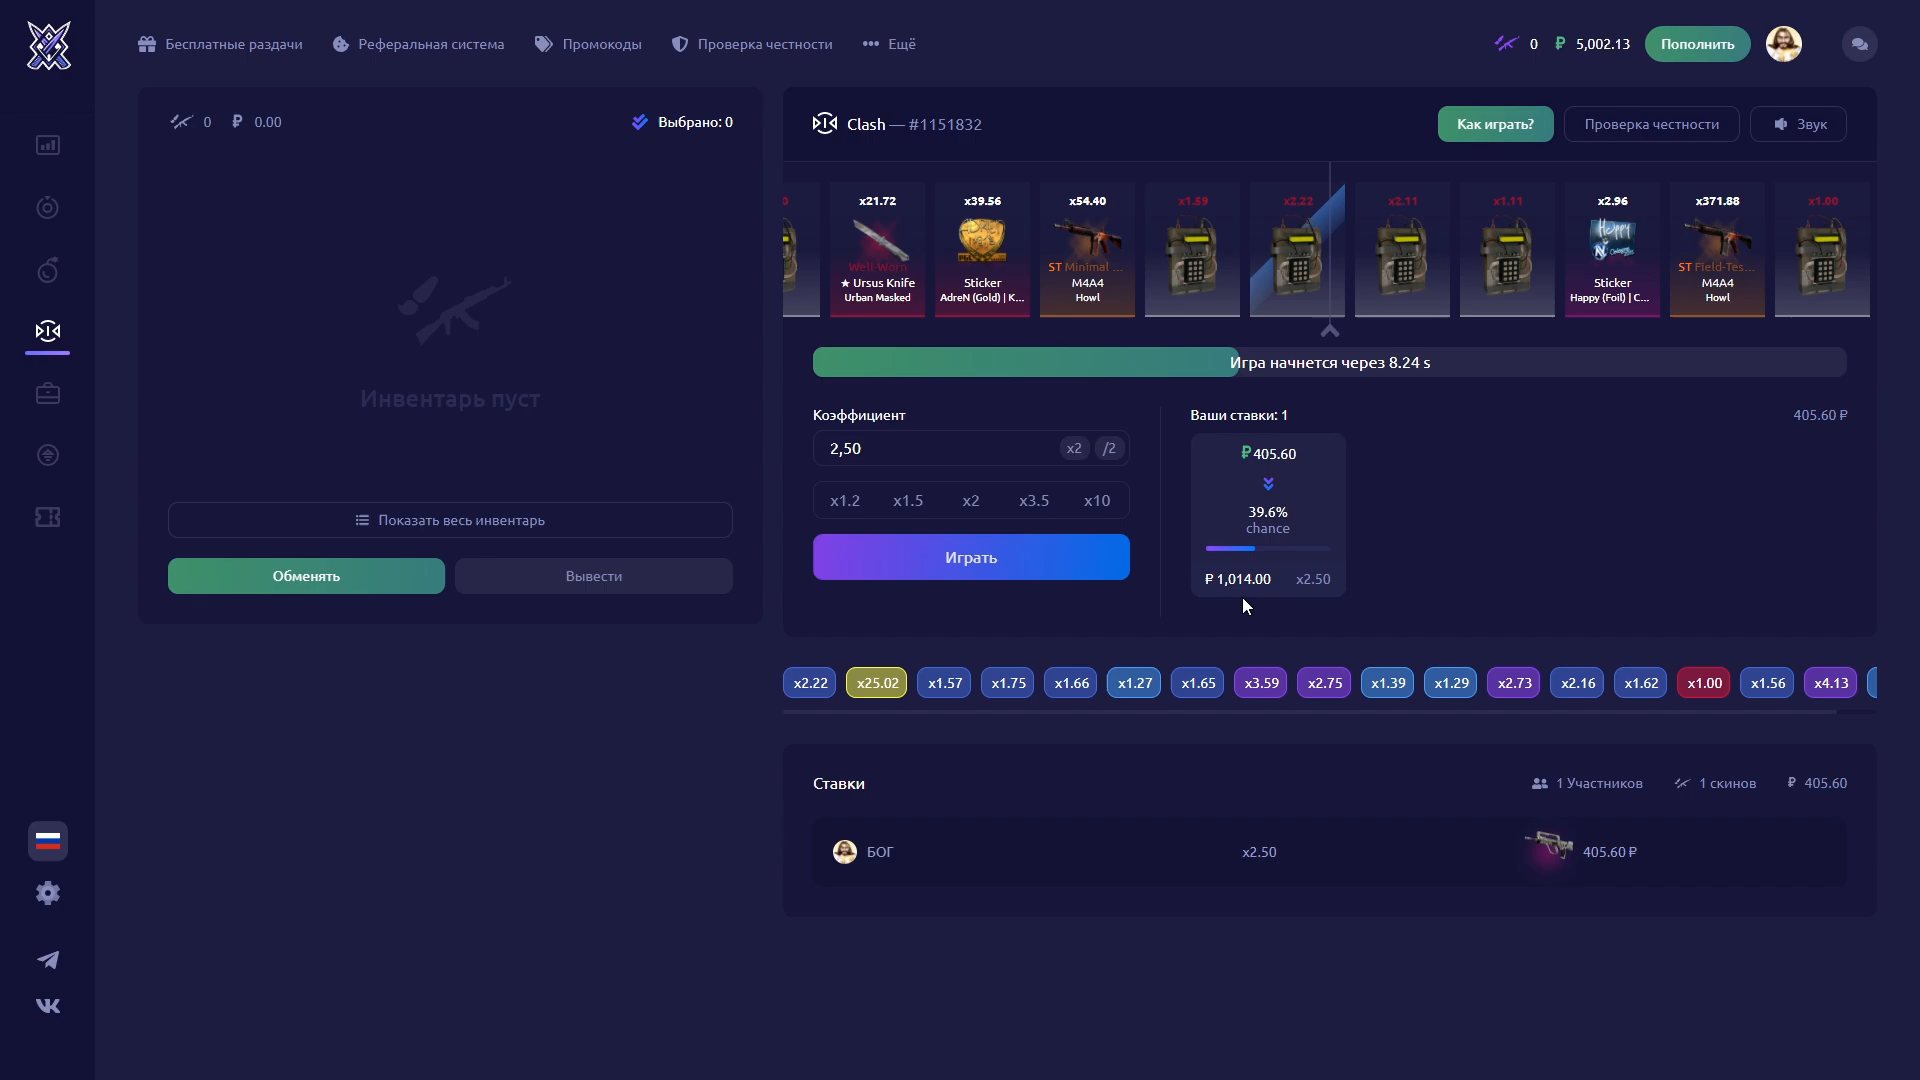 Бесплатные раздачи
Реферальная система
Промокоды
Проверка честности
Ещё
0
₽ 5,002.13
Пополнить
0
₽ 0.00
Выбрано: 0
Инвентарь пуст
Показать весь инвентарь
Обменять
Вывести
Clash — #1151832
Как играть?
Проверка честности
Звук
x21.72
Well-Worn
★ Ursus Knife
Urban Masked
x39.56
Sticker
AdreN (Gold) | K...
x54.40
ST Minimal ...
M4A4
Howl
x1.59
x2.22
x2.11
x1.11
x2.96
Sticker
Happy (Foil) | C...
x371.88
ST Field-Tes...
M4A4
Howl
x1.00
Игра начнется через 8.24 s
Коэффициент
2,50
x2
/2
x1.2
x1.5
x2
x3.5
x10
Играть
Ваши ставки: 1
405.60 ₽
₽ 405.60
39.6%
chance
₽ 1,014.00
x2.50
x2.22
x25.02
x1.57
x1.75
x1.66
x1.27
x1.65
x3.59
x2.75
x1.39
x1.29
x2.73
x2.16
x1.62
x1.00
x1.56
x4.13
Ставки
1 Участников
1 скинов
₽ 405.60
БОГ
x2.50
405.60 ₽